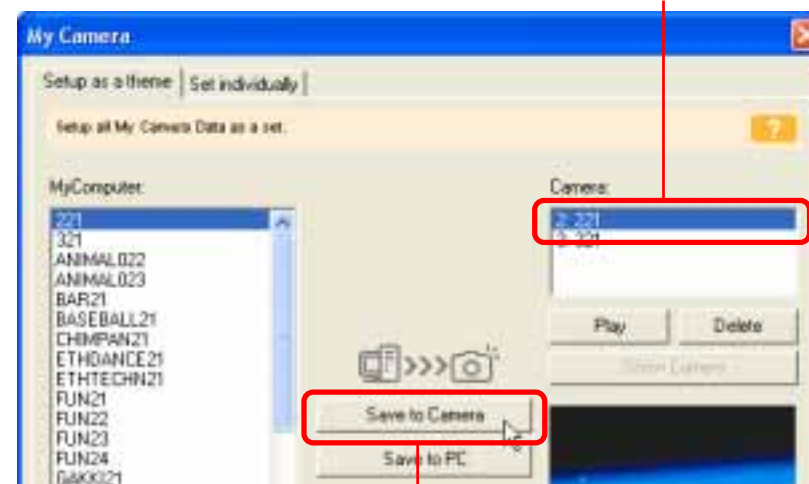 My Camera
Setup as a theme Set individually
Setup all My Camera Data as a set.
?
MyComputer:
221
321
ANIMAL022
ANIMAL023
BAR21
BASEBALL21
CHIMPAN21
ETHDANCE21
ETHTECHN21
FUN21
FUN22
FUN23
FUN24
GAKKI21
Save to Camera
Save to PC
Camera:
2: 221
3: 321
Play Delete
Camera